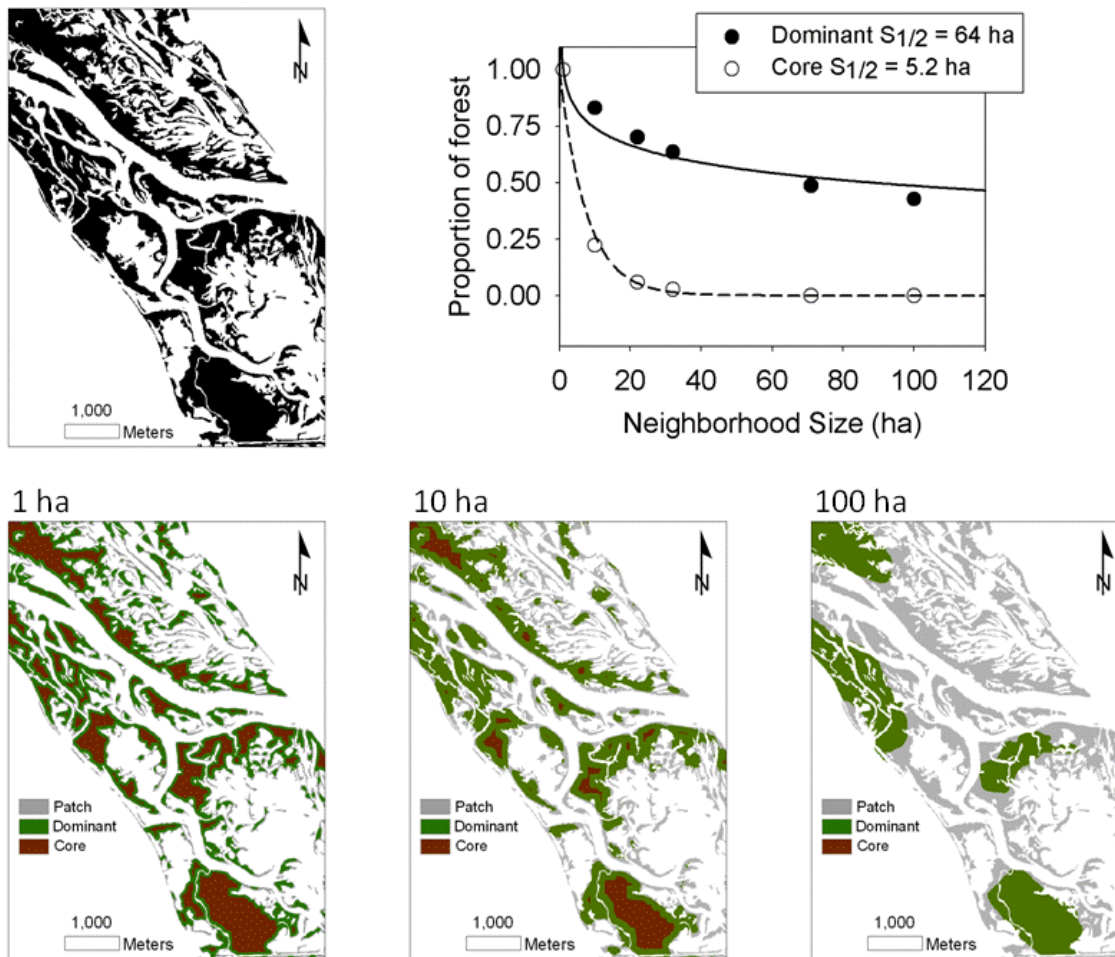 N
1,000
Meters
Dominant S1/2 = 64 ha
Core S1/2 = 5.2 ha
Proportion of forest
1.00
0.75
0.50
0.25
0.00
0 20 40 60 80 100 120
Neighborhood Size (ha)
1 ha
N
Patch
Dominant
Core
1,000
Meters
10 ha
N
Patch
Dominant
Core
1,000
Meters
100 ha
N
Patch
Dominant
Core
1,000
Meters